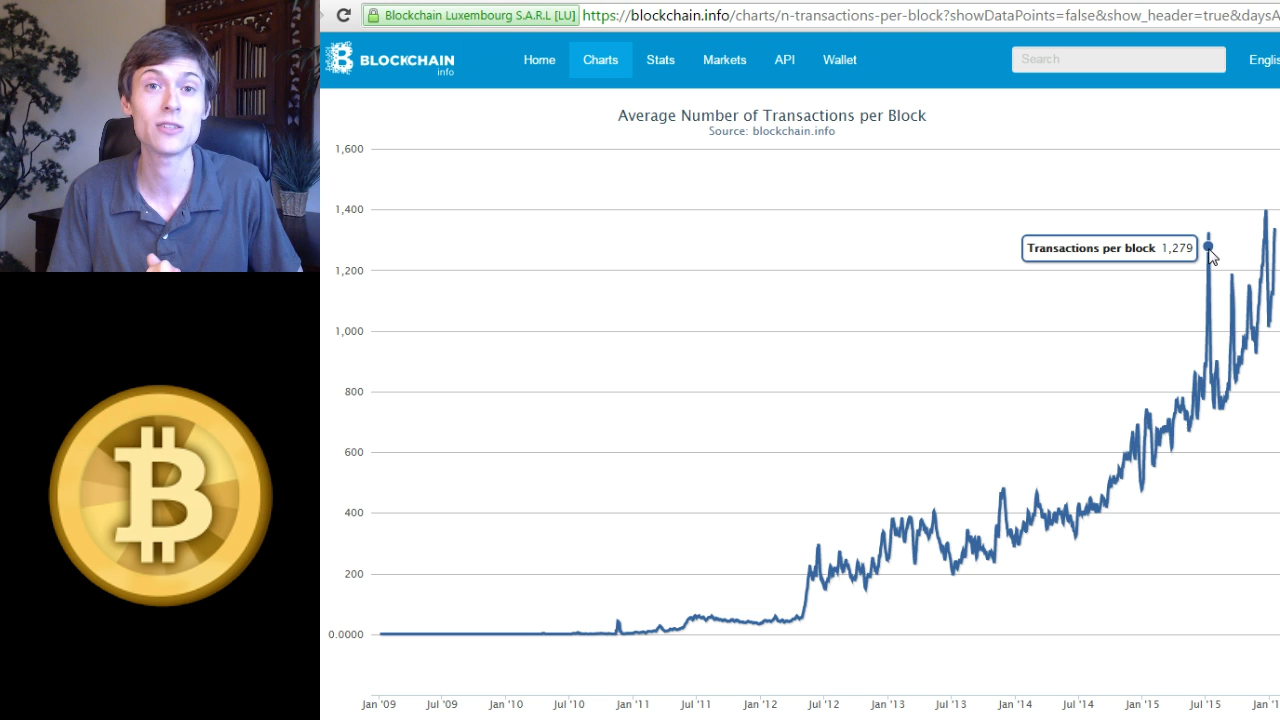 Blockchain Luxembourg S.A.R.L [LU] https://blockchain.info/charts/n-transactions-per-block?showDataPoints=false&show_header=true&daysA
BLOCKCHAIN
info
Home Charts Stats Markets API Wallet Search Englis
Average Number of Transactions per Block
Source: blockchain.info
1,600
1,400
Transactions per block 1,279
1,200
1,000
800
600
400
200
0.0000
Jan '09 Jul '09 Jan '10 Jul '10 Jan '11 Jul '11 Jan '12 Jul '12 Jan '13 Jul '13 Jan '14 Jul '14 Jan '15 Jul '15 Jan '1